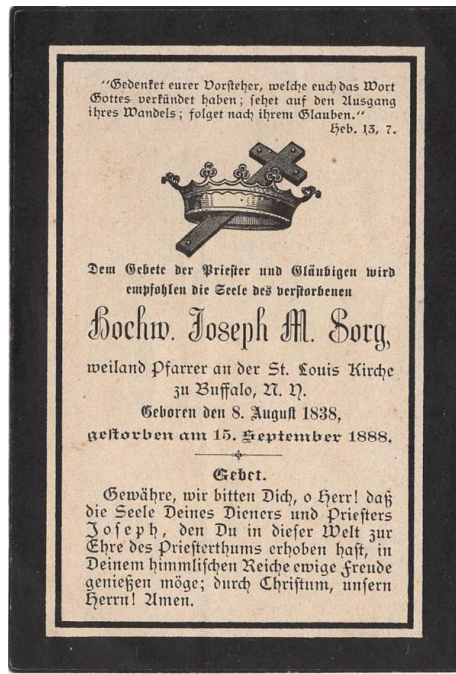 "Gedenket eurer Vorsteher, welche euch das Wort
Gottes verkündet haben; sehet auf den Ausgang
ihres Wandels; folget nach ihrem Glauben."
Heb. 13, 7.
Dem Gebete der Priester und Gläubigen wird
empfohlen die Seele des verstorbenen
Hochw. Joseph M. Sorg,
weiland Pfarrer an der St. Louis Kirche
zu Buffalo, N. Y.
Geboren den 8. August 1838,
gestorben am 15. September 1888.
Gebet.
Gewähre, wir bitten Dich, o Herr! daß
die Seele Deines Dieners und Priesters
Joseph, den Du in dieser Welt zur
Ehre des Priesterthums erhoben hast, in
Deinem himmlischen Reiche ewige Freude
genießen möge; durch Christum, unsern
Herrn! Amen.